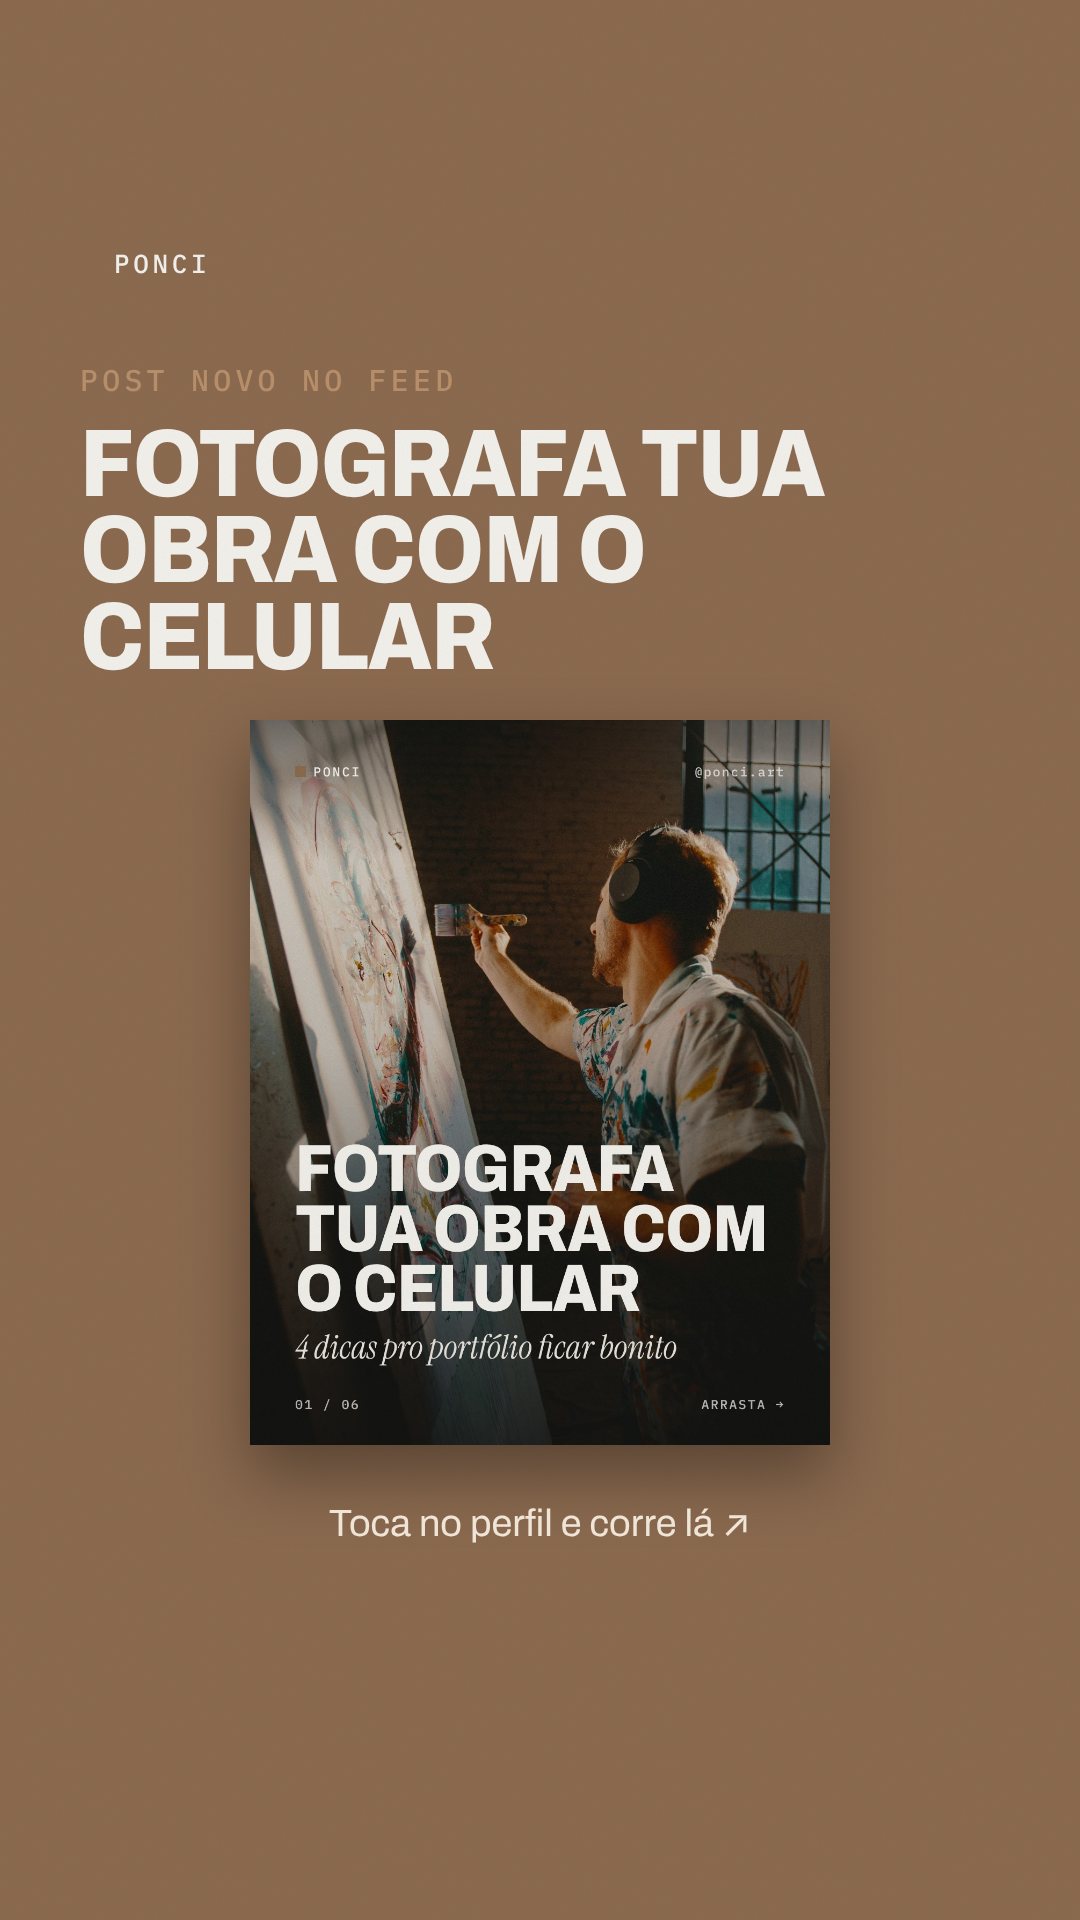 PONCI
POST NOVO NO FEED
FOTOGRAFA TUA
OBRA COM O
CELULAR
PONCI
@ponci.art
FOTOGRAFA
TUA OBRA COM
O CELULAR
4 dicas pro portfólio ficar bonito
01 / 06
ARRASTA →
Toca no perfil e corre lá ↗